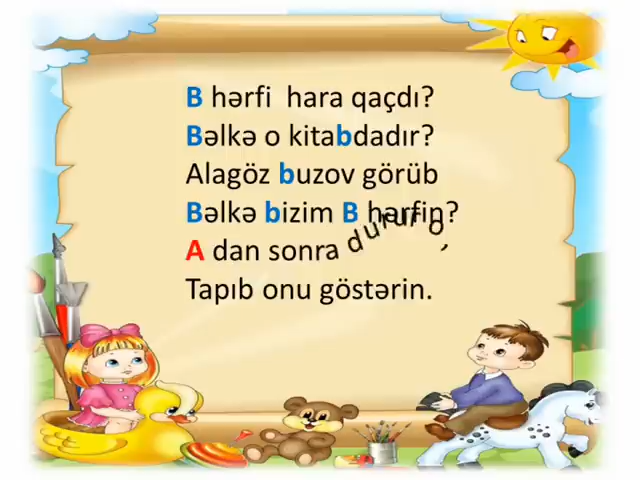 B hərfi hara qaçdı?
Bəlkə o kitabdadır?
Alagöz buzov görüb
Bəlkə bizim B hərfin?
A dan sonra durur o,
Tapıb onu göstərin.